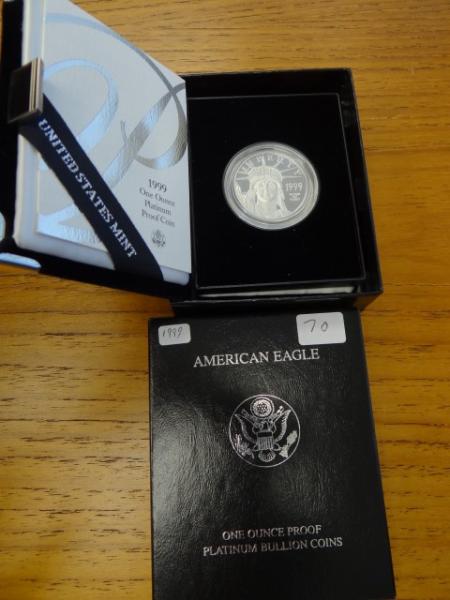 UNITED STATES MINT
1999
One Ounce
Platinum
Proof Coin
LIBERTY
1999
1999
70
AMERICAN EAGLE
ONE OUNCE PROOF
PLATINUM BULLION COINS